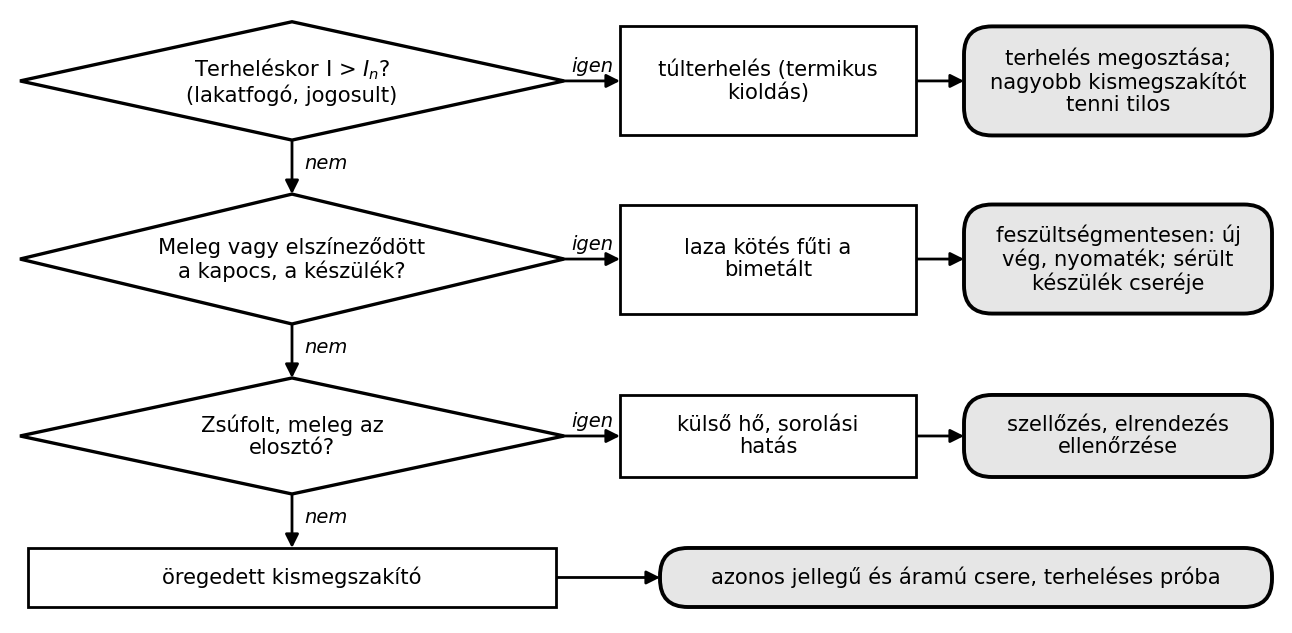 Terheléskor I > Iₙ?
(lakatfogó, jogosult)
igen
túlterhelés (termikus
kioldás)
terhelés megosztása;
nagyobb kismegszakítót
tenni tilos
nem
Meleg vagy elszíneződött
a kapocs, a készülék?
igen
laza kötés fűti a
bimetált
feszültségmentesen: új
vég, nyomaték; sérült
készülék cseréje
nem
Zsúfolt, meleg az
elosztó?
igen
külső hő, sorolási
hatás
szellőzés, elrendezés
ellenőrzése
nem
öregedett kismegszakító
azonos jellegű és áramú csere, terheléses próba